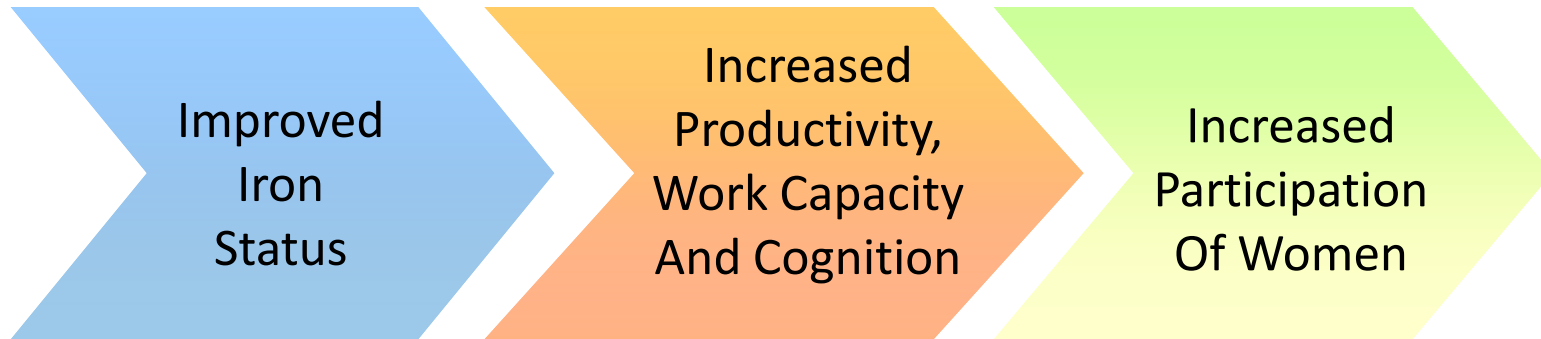 Improved
Iron
Status
Increased
Productivity,
Work Capacity
And Cognition
Increased
Participation
Of Women